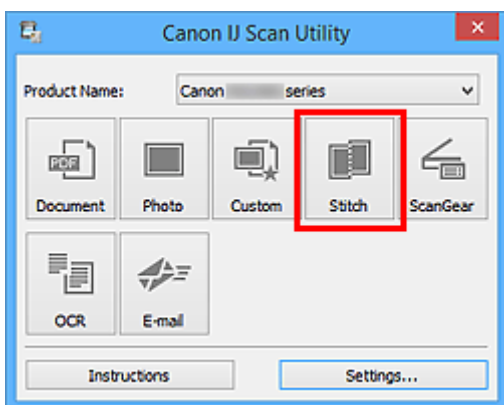 Canon IJ Scan Utility
Product Name: Canon series
PDF
Document Photo Custom Stitch ScanGear
OCR E-mail
Instructions Settings...